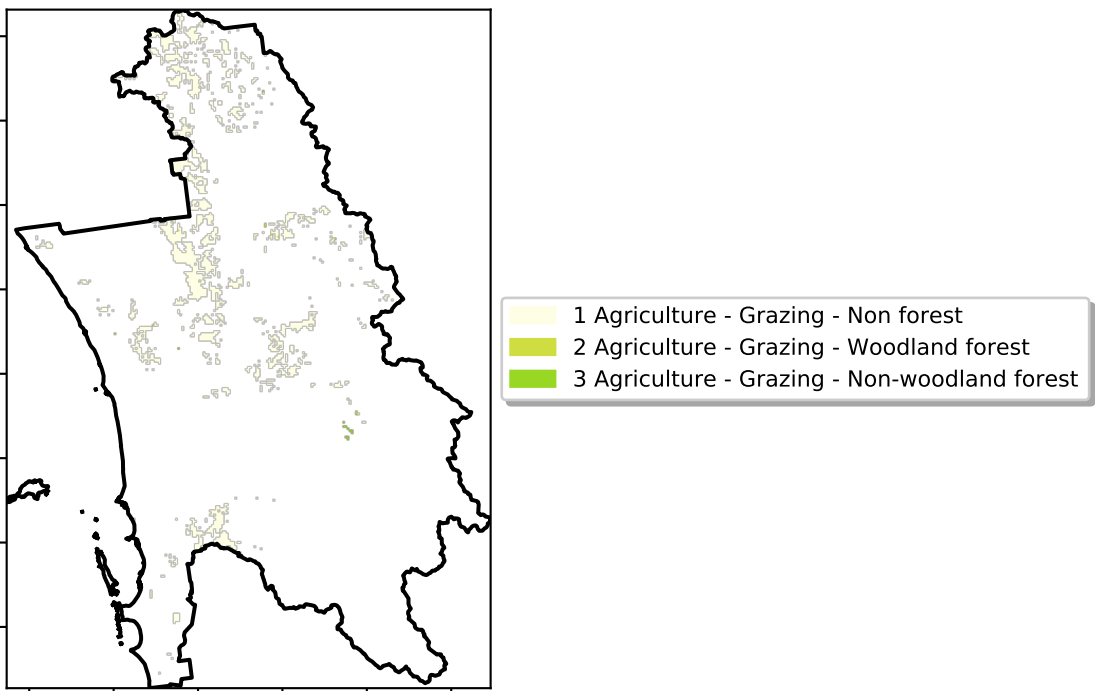 1 Agriculture - Grazing - Non forest
2 Agriculture - Grazing - Woodland forest
3 Agriculture - Grazing - Non-woodland forest